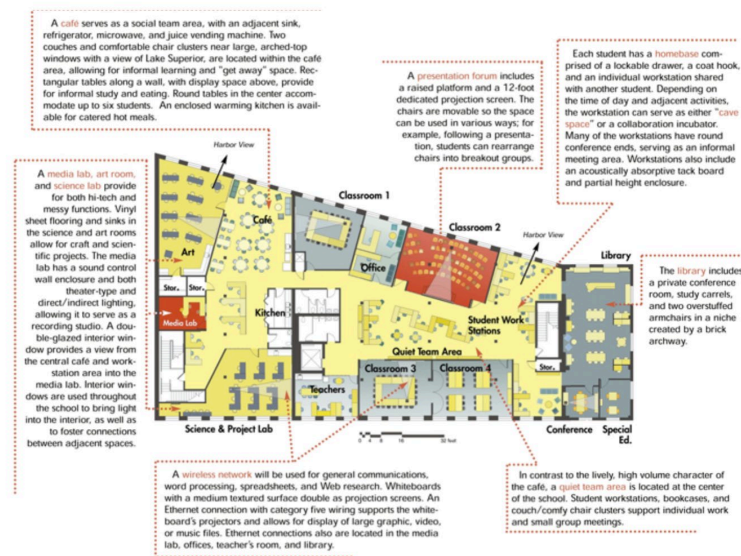 A café serves as a social team area, with an adjacent sink,
refrigerator, microwave, and juice vending machine. Two
couches and comfortable chair clusters near large, arched-top
windows with a view of Lake Superior, are located within the café
area, allowing for informal learning and "get away" space. Rec-
tangular tables along a wall, with display space above, provide
for informal study and eating. Round tables in the center accom-
modate up to six students. An enclosed warming kitchen is avail-
able for catered hot meals.
A presentation forum includes
a raised platform and a 12-foot
dedicated projection screen. The
chairs are movable so the space
can be used in various ways; for
example, following a presenta-
tion, students can rearrange
chairs into breakout groups.
Each student has a homebase com-
prised of a lockable drawer, a coat hook,
and an individual workstation shared
with another student. Depending on
the time of day and adjacent activities,
the workstation can serve as either "cave
space" or a collaboration incubator.
Many of the workstations have round
conference ends, serving as an informal
meeting area. Workstations also include
an acoustically absorptive tack board
and partial height enclosure.
A media lab, art room,
and science lab provide
for both hi-tech and
messy functions. Vinyl
sheet flooring and sinks in
the science and art rooms
allow for craft and scien-
tific projects. The media
lab has a sound control
wall enclosure and both
theater-type and
direct/indirect lighting,
allowing it to serve as a
recording studio. A dou-
ble-glazed interior win-
dow provides a view from
the central café and work-
station area into the
media lab. Interior win-
dows are used throughout
the school to bring light
into the interior, as well as
to foster connections
between adjacent spaces.
Harbor View
Classroom 1
Café
Classroom 2
Harbor View
Art
Office
Library
Stor.
Stor.
Media Lab
Kitchen
Student Work
Stations
Quiet Team Area
Classroom 3
Classroom 4
Stor.
Teachers
Science & Project Lab
0 4 8 16 32 feet
Conference
Special
Ed.
The library includes
a private conference
room, study carrels,
and two overstuffed
armchairs in a niche
created by a brick
archway.
A wireless network will be used for general communications,
word processing, spreadsheets, and Web research. Whiteboards
with a medium textured surface double as projection screens. An
Ethernet connection with category five wiring supports the white-
board's projectors and allows for display of large graphic, video,
or music files. Ethernet connections also are located in the media
lab, offices, teacher's room, and library.
In contrast to the lively, high volume character of
the café, a quiet team area is located at the center
of the school. Student workstations, bookcases, and
couch/comfy chair clusters support individual work
and small group meetings.